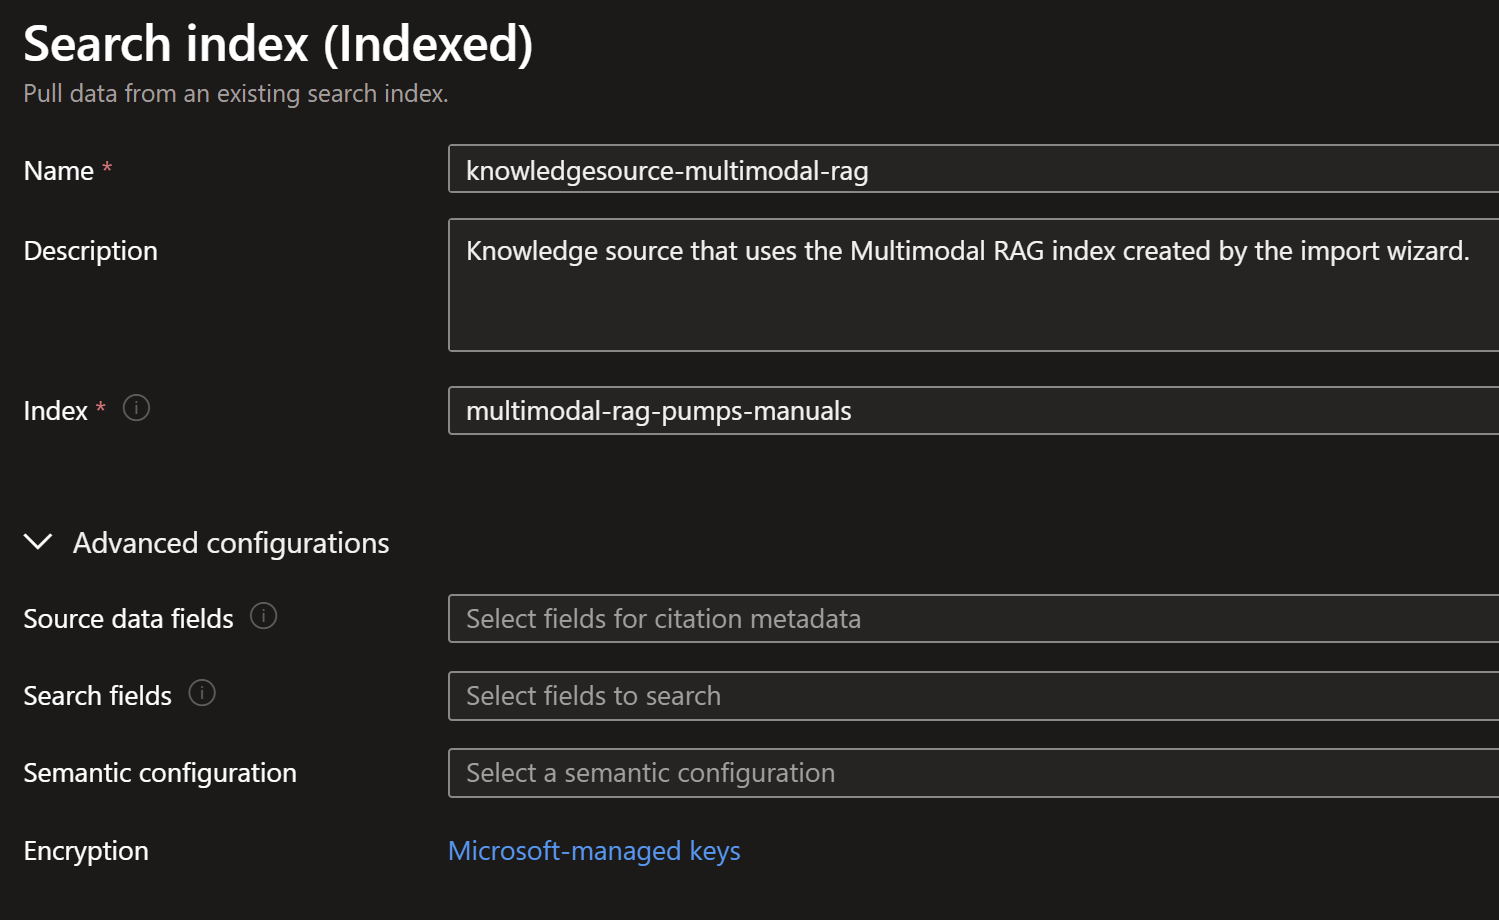 Search index (Indexed)
Pull data from an existing search index.
Name *
knowledgesource-multimodal-rag
Description
Knowledge source that uses the Multimodal RAG index created by the import wizard.
Index *
multimodal-rag-pumps-manuals
Advanced configurations
Source data fields
Select fields for citation metadata
Search fields
Select fields to search
Semantic configuration
Select a semantic configuration
Encryption
Microsoft-managed keys